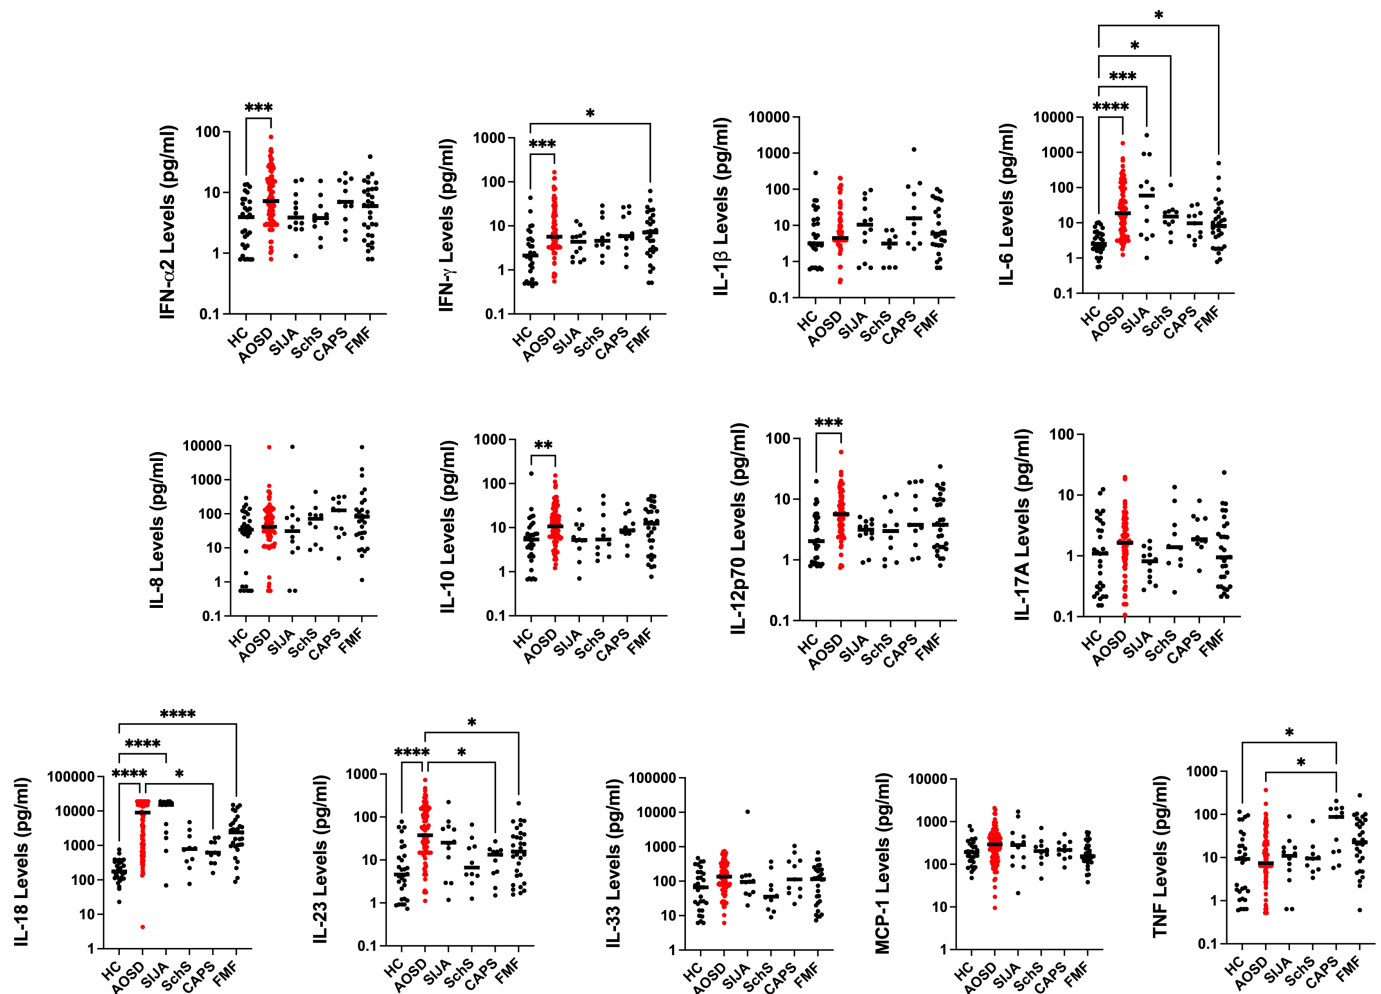 *
*
***
****
***
*
***
IFN-α2 Levels (pg/ml)
100
10
1
0.1
HC
AOSD
SIJA
SchS
CAPS
FMF
IFN-γ Levels (pg/ml)
1000
100
10
1
0.1
HC
AOSD
SIJA
SchS
CAPS
FMF
IL-1β Levels (pg/ml)
10000
1000
100
10
1
0.1
HC
AOSD
SIJA
SchS
CAPS
FMF
IL-6 Levels (pg/ml)
10000
1000
100
10
1
0.1
HC
AOSD
SIJA
SchS
CAPS
FMF
IL-8 Levels (pg/ml)
10000
1000
100
10
1
0.1
HC
AOSD
SIJA
SchS
CAPS
FMF
**
IL-10 Levels (pg/ml)
1000
100
10
1
0.1
HC
AOSD
SIJA
SchS
CAPS
FMF
***
IL-12p70 Levels (pg/ml)
100
10
1
0.1
HC
AOSD
SIJA
SchS
CAPS
FMF
IL-17A Levels (pg/ml)
100
10
1
0.1
HC
AOSD
SIJA
SchS
CAPS
FMF
****
****
****
*
IL-18 Levels (pg/ml)
100000
10000
1000
100
10
1
HC
AOSD
SIJA
SchS
CAPS
FMF
*
****
*
IL-23 Levels (pg/ml)
1000
100
10
1
0.1
HC
AOSD
SIJA
SchS
CAPS
FMF
IL-33 Levels (pg/ml)
100000
10000
1000
100
10
1
HC
AOSD
SIJA
SchS
CAPS
FMF
MCP-1 Levels (pg/ml)
10000
1000
100
10
1
HC
AOSD
SIJA
SchS
CAPS
FMF
*
*
TNF Levels (pg/ml)
1000
100
10
1
0.1
HC
AOSD
SIJA
SchS
CAPS
FMF